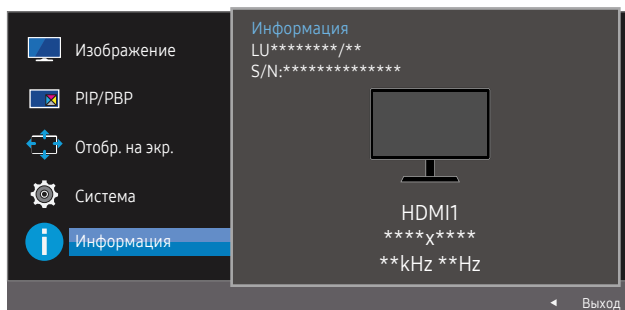 Изображение
PIP/PBP
Отобр. на экр.
Система
Информация
Информация
LU********/**
S/N:**************
HDMI1
****x****
**kHz **Hz
Выход